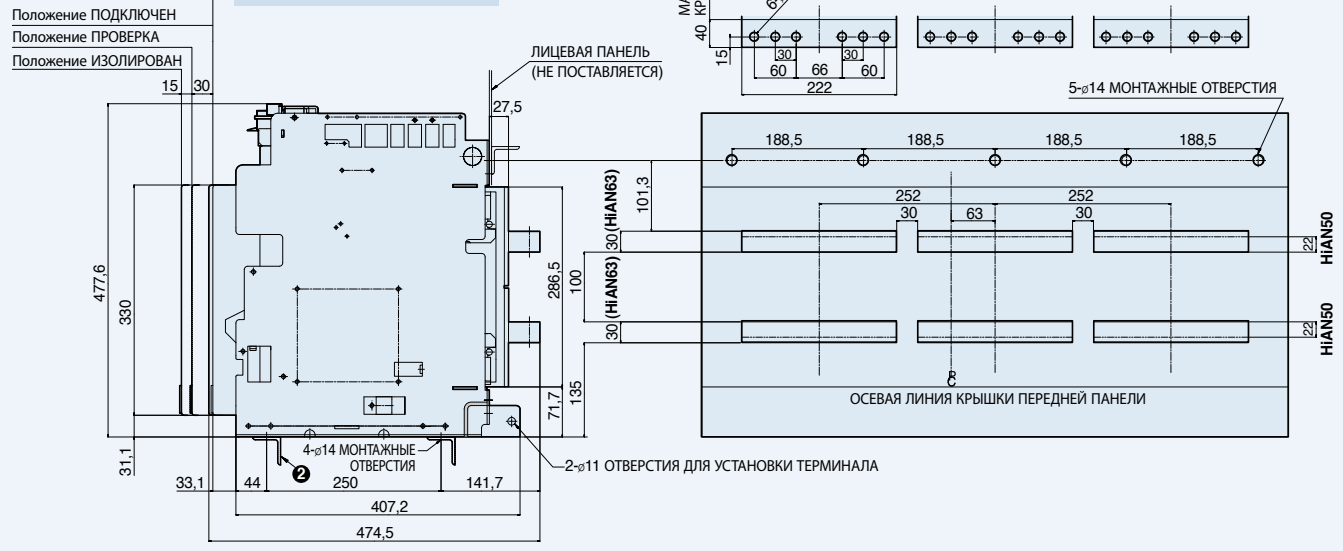 Положение ПОДКЛЮЧЕН
Положение ПРОВЕРКА
Положение ИЗОЛИРОВАН
15
30
ЛИЦЕВАЯ ПАНЕЛЬ
(НЕ ПОСТАВЛЯЕТСЯ)
27,5
477,6
330
31,1
286,5
71,7
33,1
44
250
141,7
407,2
474,5
4-ø14 МОНТАЖНЫЕ
ОТВЕРСТИЯ
2
2-ø11 ОТВЕРСТИЯ ДЛЯ УСТАНОВКИ ТЕРМИНАЛА
40
15
30
30
60
66
60
222
5-ø14 МОНТАЖНЫЕ ОТВЕРСТИЯ
188,5
188,5
188,5
188,5
101,3
252
252
30
63
30
30 (HiAN63)
100
30 (HiAN63)
135
22
HiAN50
22
HiAN50
ОСЕВАЯ ЛИНИЯ КРЫШКИ ПЕРЕДНЕЙ ПАНЕЛИ